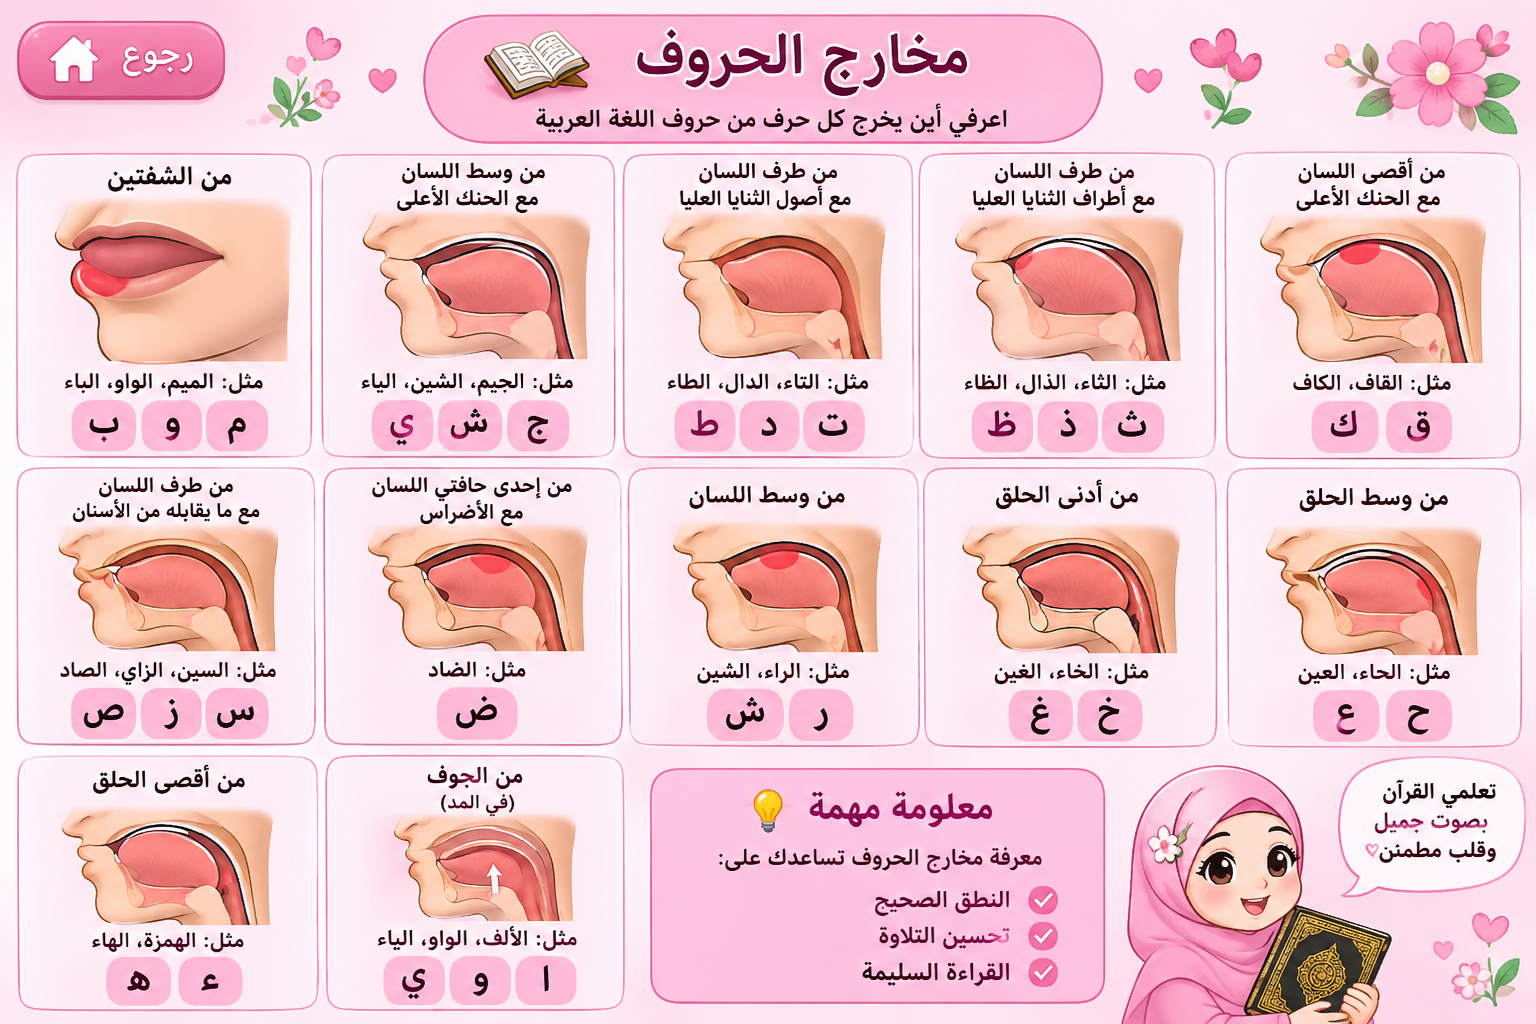 رجوع
مخارج الحروف
اعرفي أين يخرج كل حرف من حروف اللغة العربية
من أقصى اللسان
مع الحنك الأعلى
مثل: القاف، الكاف
ق ك
من طرف اللسان
مع أطراف الثنايا العليا
مثل: الثاء، الذال، الظاء
ث ذ ظ
من طرف اللسان
مع أصول الثنايا العليا
مثل: التاء، الدال، الطاء
ت د ط
من وسط اللسان
مع الحنك الأعلى
مثل: الجيم، الشين، الياء
ج ش ي
من الشفتين
مثل: الميم، الواو، الباء
م و ب
من وسط الحلق
مثل: الحاء، العين
ح ع
من أدنى الحلق
مثل: الخاء، الغين
خ غ
من وسط اللسان
مثل: الراء، الشين
ر ش
من إحدى حافتي اللسان
مع الأضراس
مثل: الضاد
ض
من طرف اللسان
مع ما يقابله من الأسنان
مثل: السين، الزاي، الصاد
س ز ص
تعلمي القرآن
بصوت جميل
وقلب مطمئن
معلومة مهمة
معرفة مخارج الحروف تساعدك على:
النطق الصحيح
تحسين التلاوة
القراءة السليمة
من الجوف
(في المد)
مثل: الألف، الواو، الياء
ا و ي
من أقصى الحلق
مثل: الهمزة، الهاء
ء ه